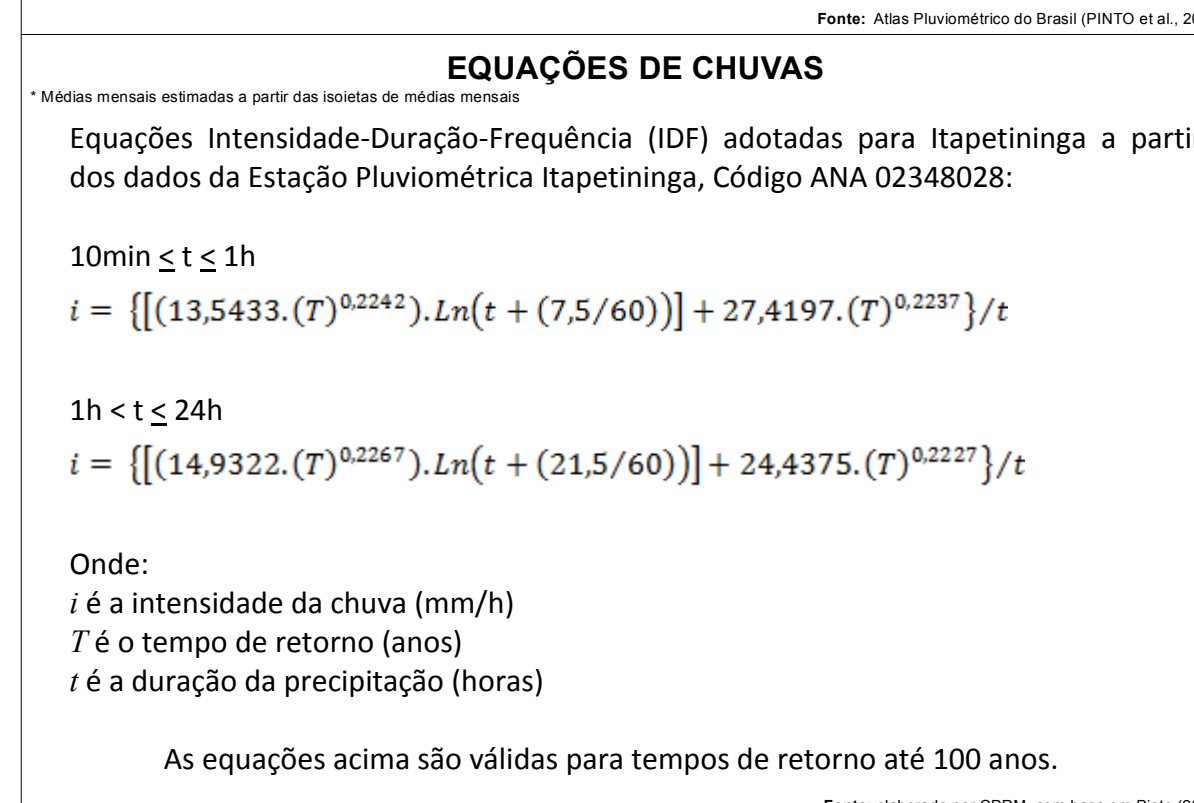 Fonte: Atlas Pluviométrico do Brasil (PINTO et al.,
EQUAÇÕES DE CHUVAS
* Médias mensais estimadas a partir das isoietas de médias mensais
Equações Intensidade-Duração-Frequência (IDF) adotadas para Itapetininga a
dos dados da Estação Pluviométrica Itapetininga, Código ANA 02348028:
10min ≤ t ≤ 1h
i = {[(13,5433.(T)^0,2242).Ln(t + (7,5/60))] + 27,4197.(T)^0,2237}/t
1h < t ≤ 24h
i = {[(14,9322.(T)^0,2267).Ln(t + (21,5/60))] + 24,4375.(T)^0,2227}/t
Onde:
i é a intensidade da chuva (mm/h)
T é o tempo de retorno (anos)
t é a duração da precipitação (horas)
As equações acima são válidas para tempos de retorno até 100 anos.